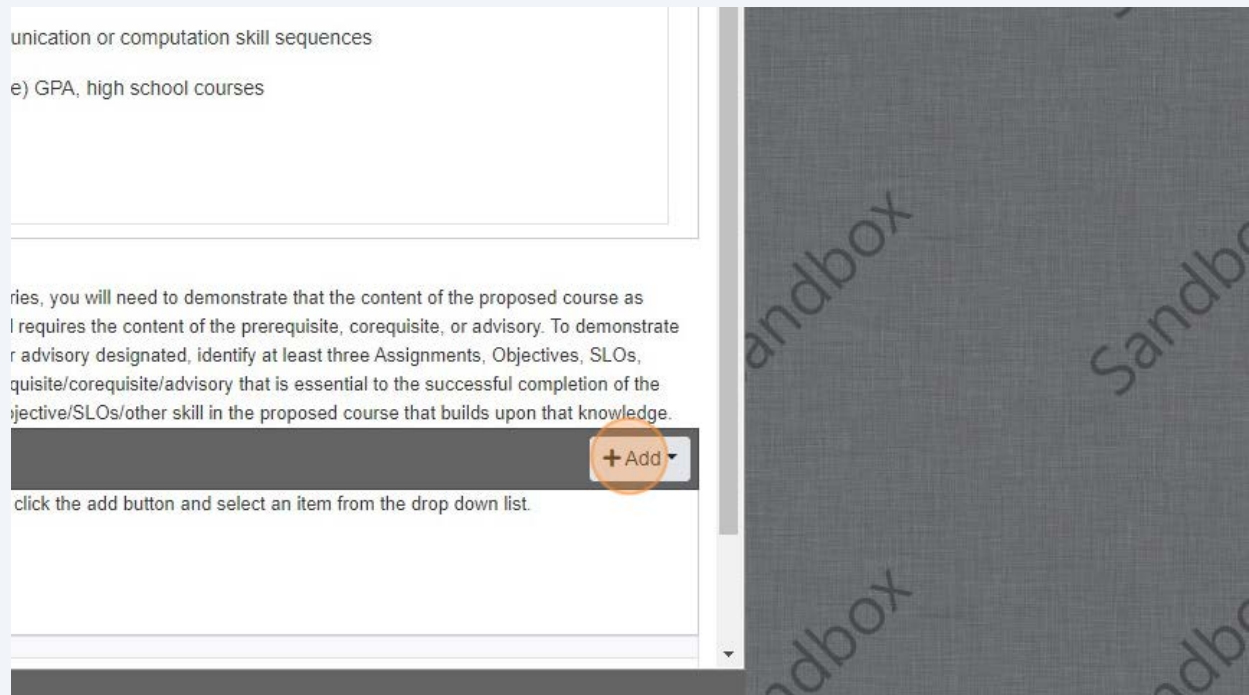 unication or computation skill sequences
e) GPA, high school courses
ries, you will need to demonstrate that the content of the proposed course as
requires the content of the prerequisite, corequisite, or advisory. To demonstrate
r advisory designated, identify at least three Assignments, Objectives, SLOs,
quisite/corequisite/advisory that is essential to the successful completion of the
jective/SLOs/other skill in the proposed course that builds upon that knowledge.
+ Add
click the add button and select an item from the drop down list.
andbox
Sandbo
ndbox
ndbo